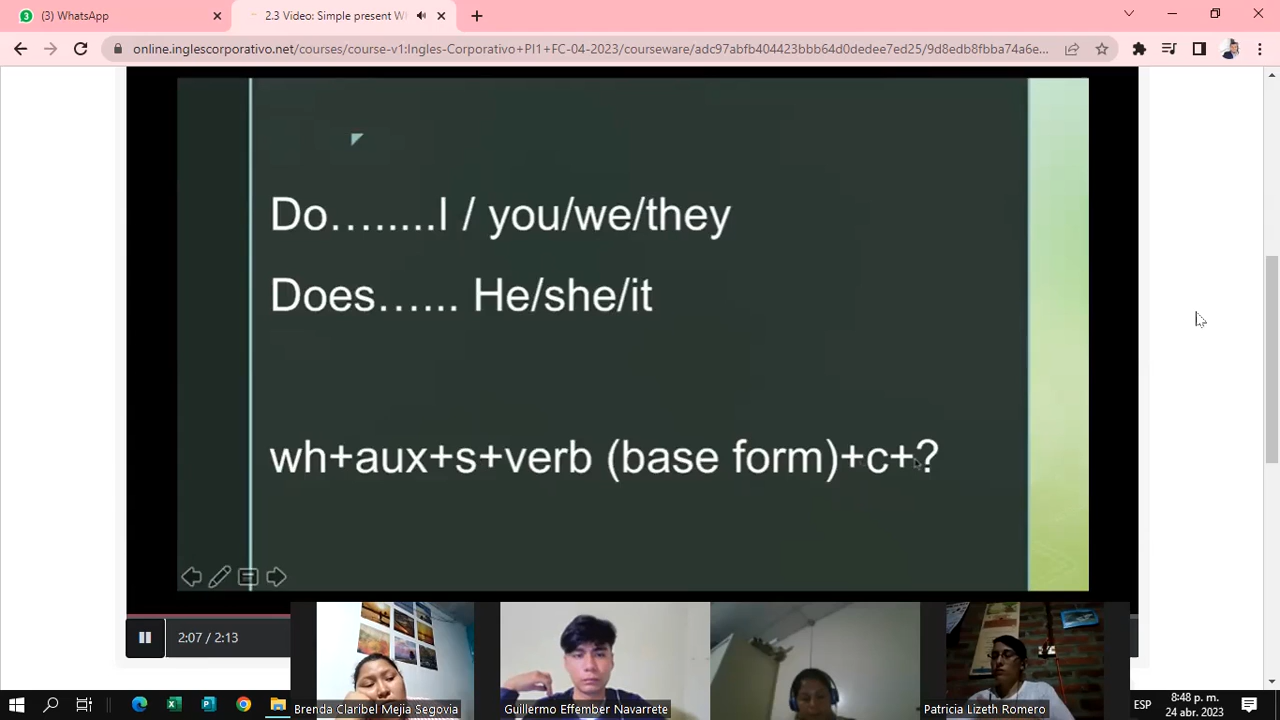 (3) WhatsApp
2.3 Video: Simple present Wh
online.inglescorporativo.net/courses/course-v1:Ingles-Corporativo+PI1+FC-04-2023/courseware/adc97abfb404423bbb64d0dedee7ed25/9d8edb8fbba74a6e...
Do….....I / you/we/they
Does…... He/she/it
wh+aux+s+verb (base form)+c+?
2:07 / 2:13
Brenda Claribel Mejia Segovia
Guillermo Effember Navarrete
Patricia Lizeth Romero
ESP
8:48 p. m.
24 abr. 2023